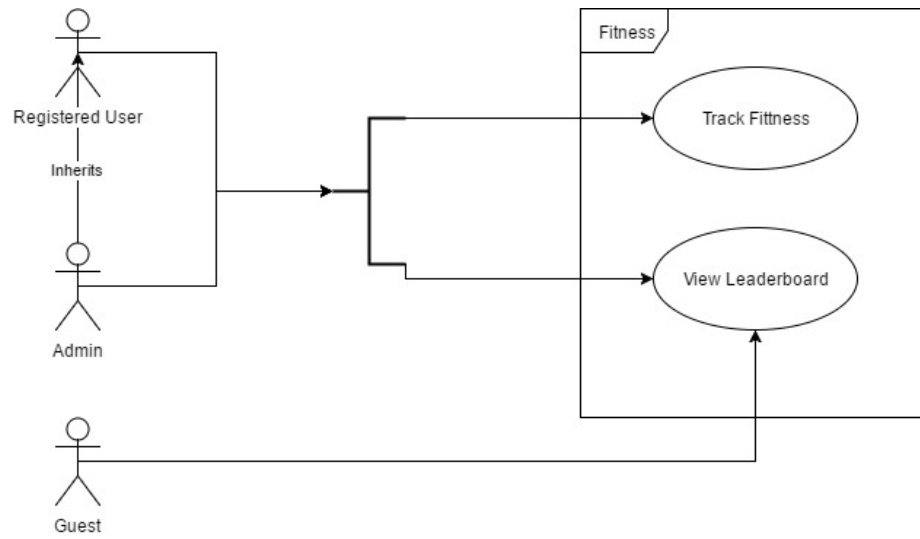 Fitness
Registered User
Track Fittness
Inherits
View Leaderboard
Admin
Guest